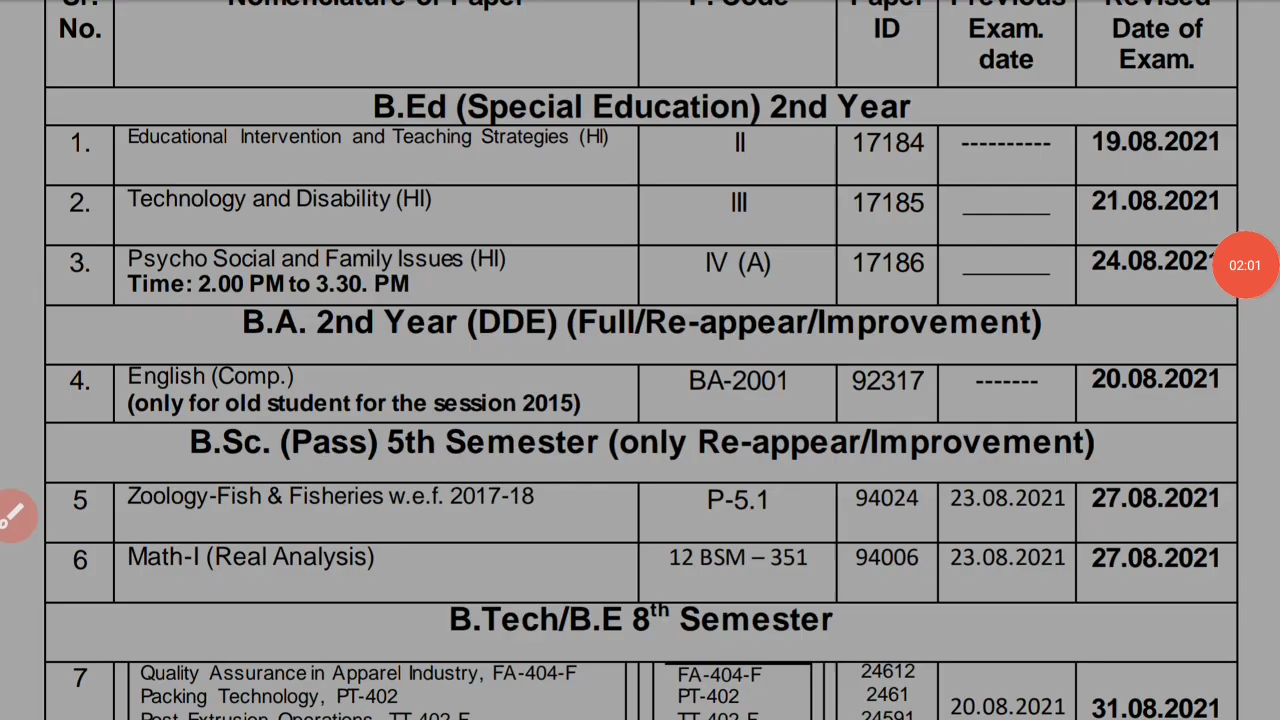 No.
ID
Exam.
date
Date of
Exam.
B.Ed (Special Education) 2nd Year
1. Educational Intervention and Teaching Strategies (HI) II 17184 ---------- 19.08.2021
2. Technology and Disability (HI) III 17185 _______ 21.08.2021
3. Psycho Social and Family Issues (HI) IV (A) 17186 _______ 24.08.202
Time: 2.00 PM to 3.30. PM
02:01
B.A. 2nd Year (DDE) (Full/Re-appear/Improvement)
4. English (Comp.) BA-2001 92317 ------- 20.08.2021
(only for old student for the session 2015)
B.Sc. (Pass) 5th Semester (only Re-appear/Improvement)
5 Zoology-Fish & Fisheries w.e.f. 2017-18 P-5.1 94024 23.08.2021 27.08.2021
6 Math-I (Real Analysis) 12 BSM – 351 94006 23.08.2021 27.08.2021
B.Tech/B.E 8th Semester
7 Quality Assurance in Apparel Industry, FA-404-F FA-404-F 24612
Packing Technology, PT-402 PT-402 2461
20.08.2021 31.08.2021